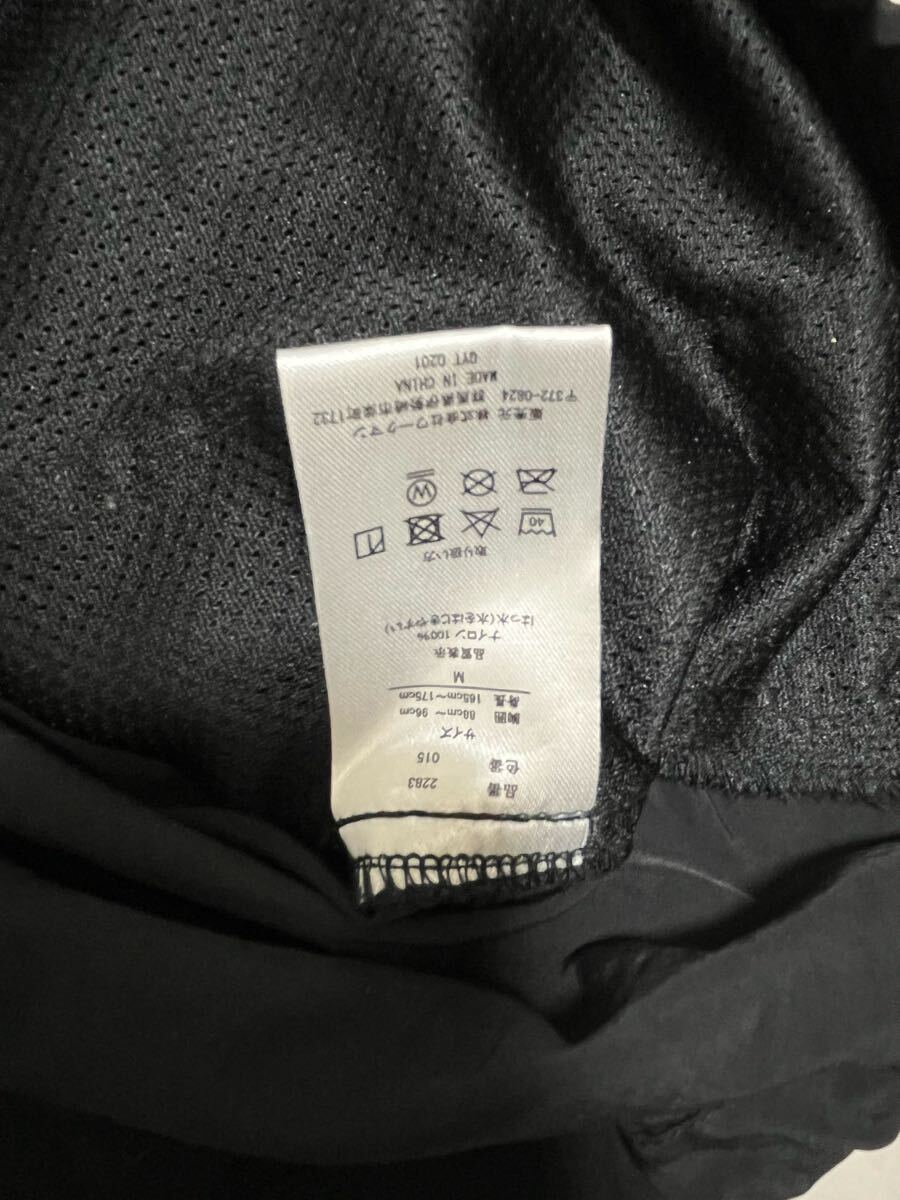 品番 2283
色番 015
サイズ
胸囲 88cm～96cm
身長 165cm～175cm
M
品質表示
ナイロン 100%
はっ水(水をはじきやすい)
取り扱い方
40
W
販売元 株式会社ワークマン
〒372-0824 群馬県伊勢崎市柴町1732
MADE IN CHINA
QYT 0201